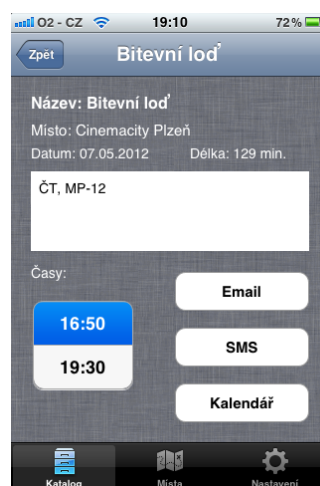 O2 - CZ 19:10 72 %
Zpět Bitevní loď
Název: Bitevní loď
Místo: Cinemacity Plzeň
Datum: 07.05.2012 Délka: 129 min.
ČT, MP-12
Časy:
16:50
19:30
Email
SMS
Kalendář
Katalog Místa Nastavení